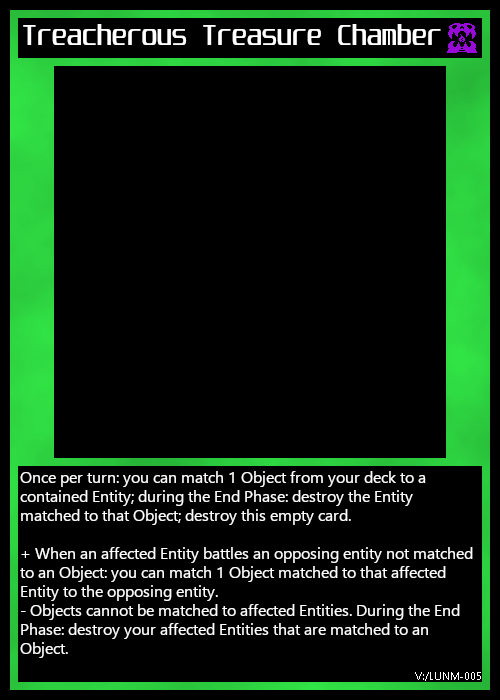 Treacherous Treasure Chamber
Once per turn: you can match 1 Object from your deck to a
contained Entity; during the End Phase: destroy the Entity
matched to that Object; destroy this empty card.
+ When an affected Entity battles an opposing entity not matched
to an Object: you can match 1 Object matched to that affected
Entity to the opposing entity.
- Objects cannot be matched to affected Entities. During the End
Phase: destroy your affected Entities that are matched to an
Object.
V:/LUNM-005